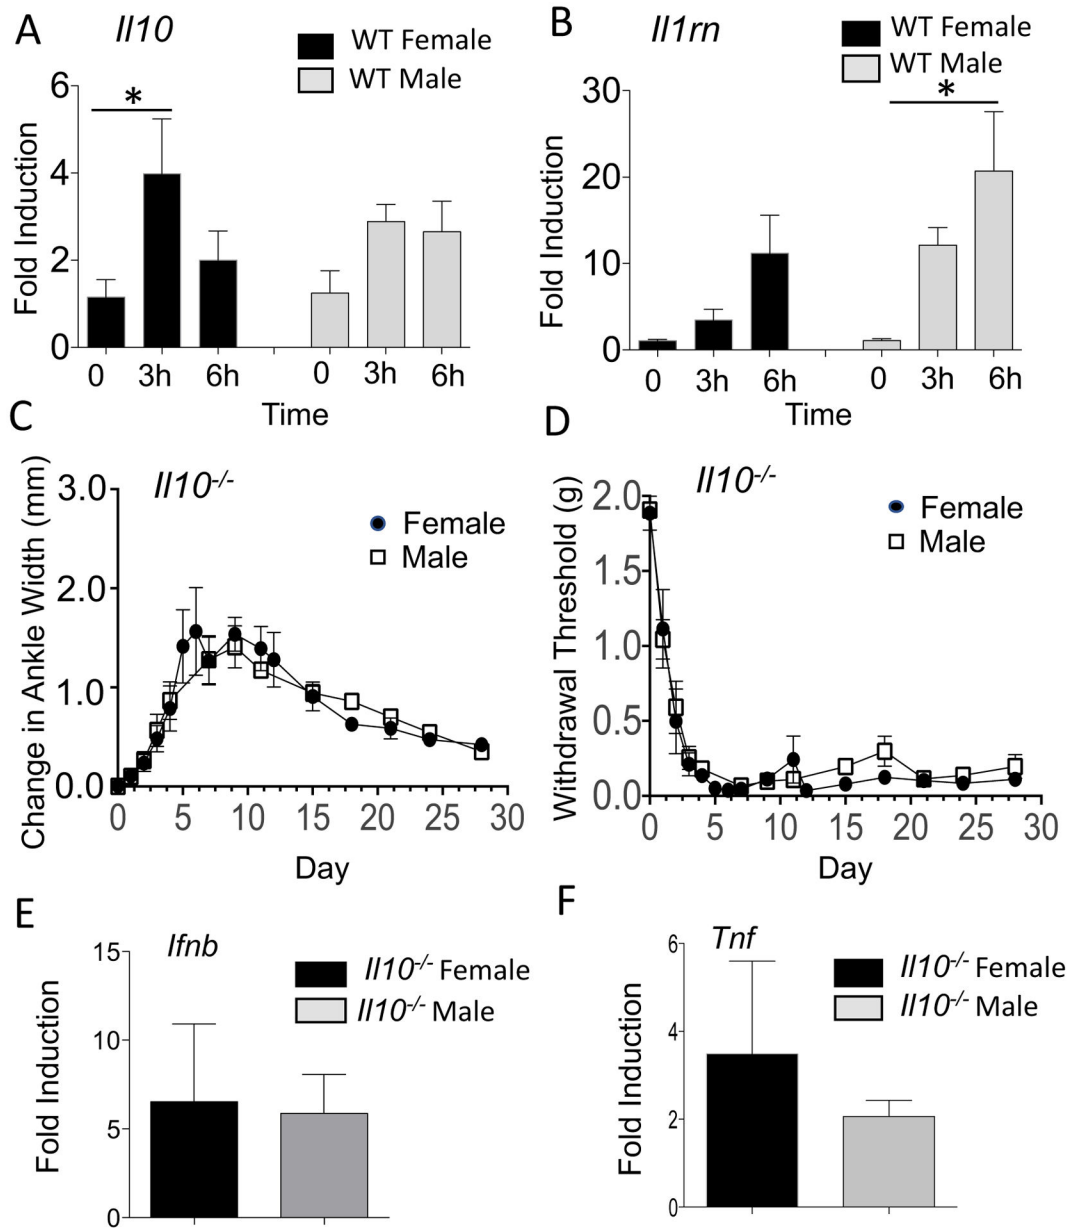 A
Il10
WT Female
WT Male
*
Fold Induction
6
4
2
0
0 3h 6h 0 3h 6h
Time
B
Il1rn
WT Female
WT Male
*
Fold Induction
30
20
10
0
0 3h 6h 0 3h 6h
Time
C
Il10-/-
Female
Male
Change in Ankle Width (mm)
3.0
2.0
1.0
0.0
0 5 10 15 20 25 30
Day
D
Il10-/-
Female
Male
Withdrawal Threshold (g)
2.0
1.5
1.0
0.5
0.0
0 5 10 15 20 25 30
Day
E
Ifnb
Il10-/- Female
Il10-/- Male
Fold Induction
15
10
5
0
F
Tnf
Il10-/- Female
Il10-/- Male
Fold Induction
6
4
2
0